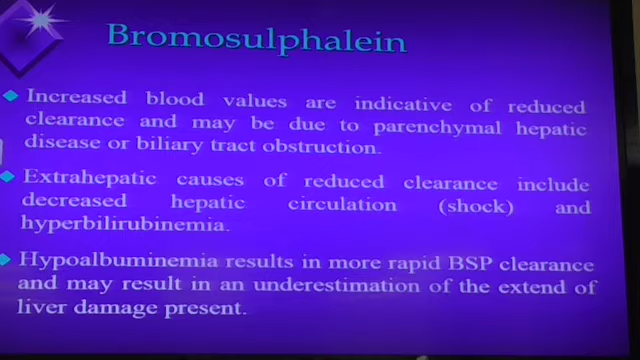 Bromosulphalein
Increased blood values are indicative of reduced
clearance and may be due to parenchymal hepatic
disease or biliary tract obstruction.
Extrahepatic causes of reduced clearance include
decreased hepatic circulation (shock) and
hyperbilirubinemia.
Hypoalbuminemia results in more rapid BSP clearance
and may result in an underestimation of the extend of
liver damage present.